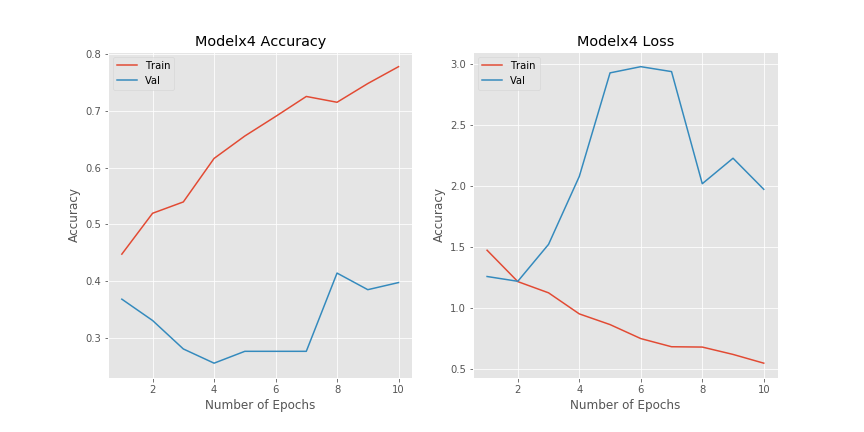 Modelx4 Accuracy
Train
Val
0.8
0.7
0.6
0.5
0.4
0.3
Accuracy
2
4
6
8
10
Number of Epochs
Modelx4 Loss
Train
Val
3.0
2.5
2.0
1.5
1.0
0.5
Accuracy
2
4
6
8
10
Number of Epochs